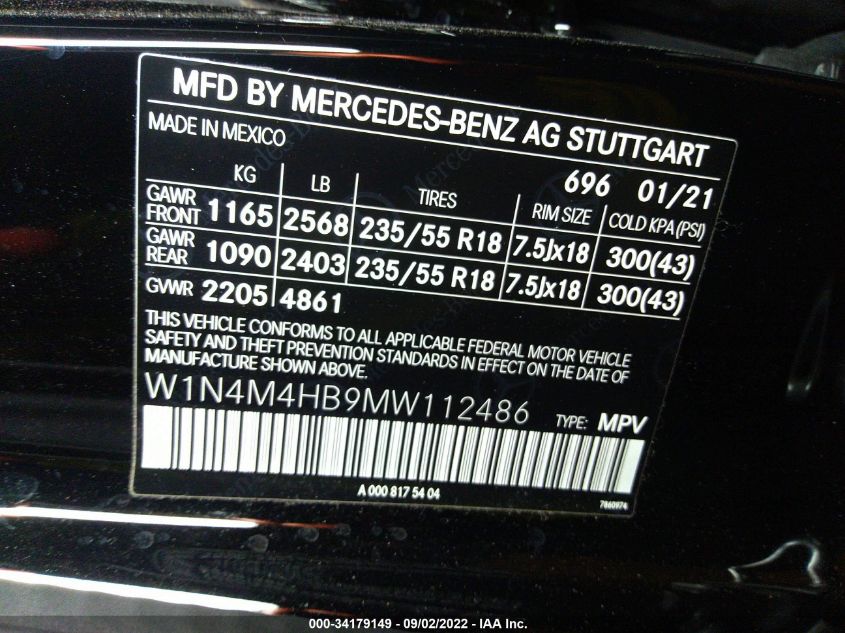 MFD BY MERCEDES-BENZ AG STUTTGART
MADE IN MEXICO
696 01/21
KG LB TIRES RIM SIZE COLD KPA (PSI)
GAWR FRONT 1165 2568 235/55 R18 7.5Jx18 300(43)
GAWR REAR 1090 2403 235/55 R18 7.5Jx18 300(43)
GVWR 2205 4861
THIS VEHICLE CONFORMS TO ALL APPLICABLE FEDERAL MOTOR VEHICLE
SAFETY AND THEFT PREVENTION STANDARDS IN EFFECT ON THE DATE OF
MANUFACTURE SHOWN ABOVE.
W1N4M4HB9MW112486 TYPE: MPV
A 000 817 54 04
7860974
000-34179149 - 09/02/2022 - IAA Inc.